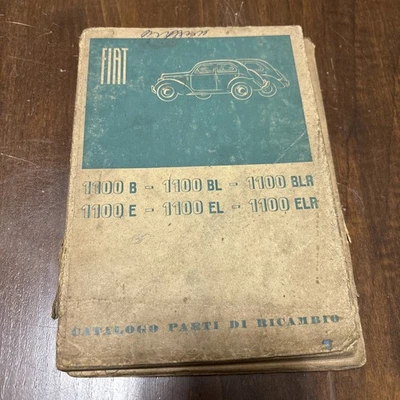 FIAT
1100 B - 1100 BL - 1100 BLR
1100 E - 1100 EL - 1100 ELR
CATALOGO PARTI DI RICAMBIO